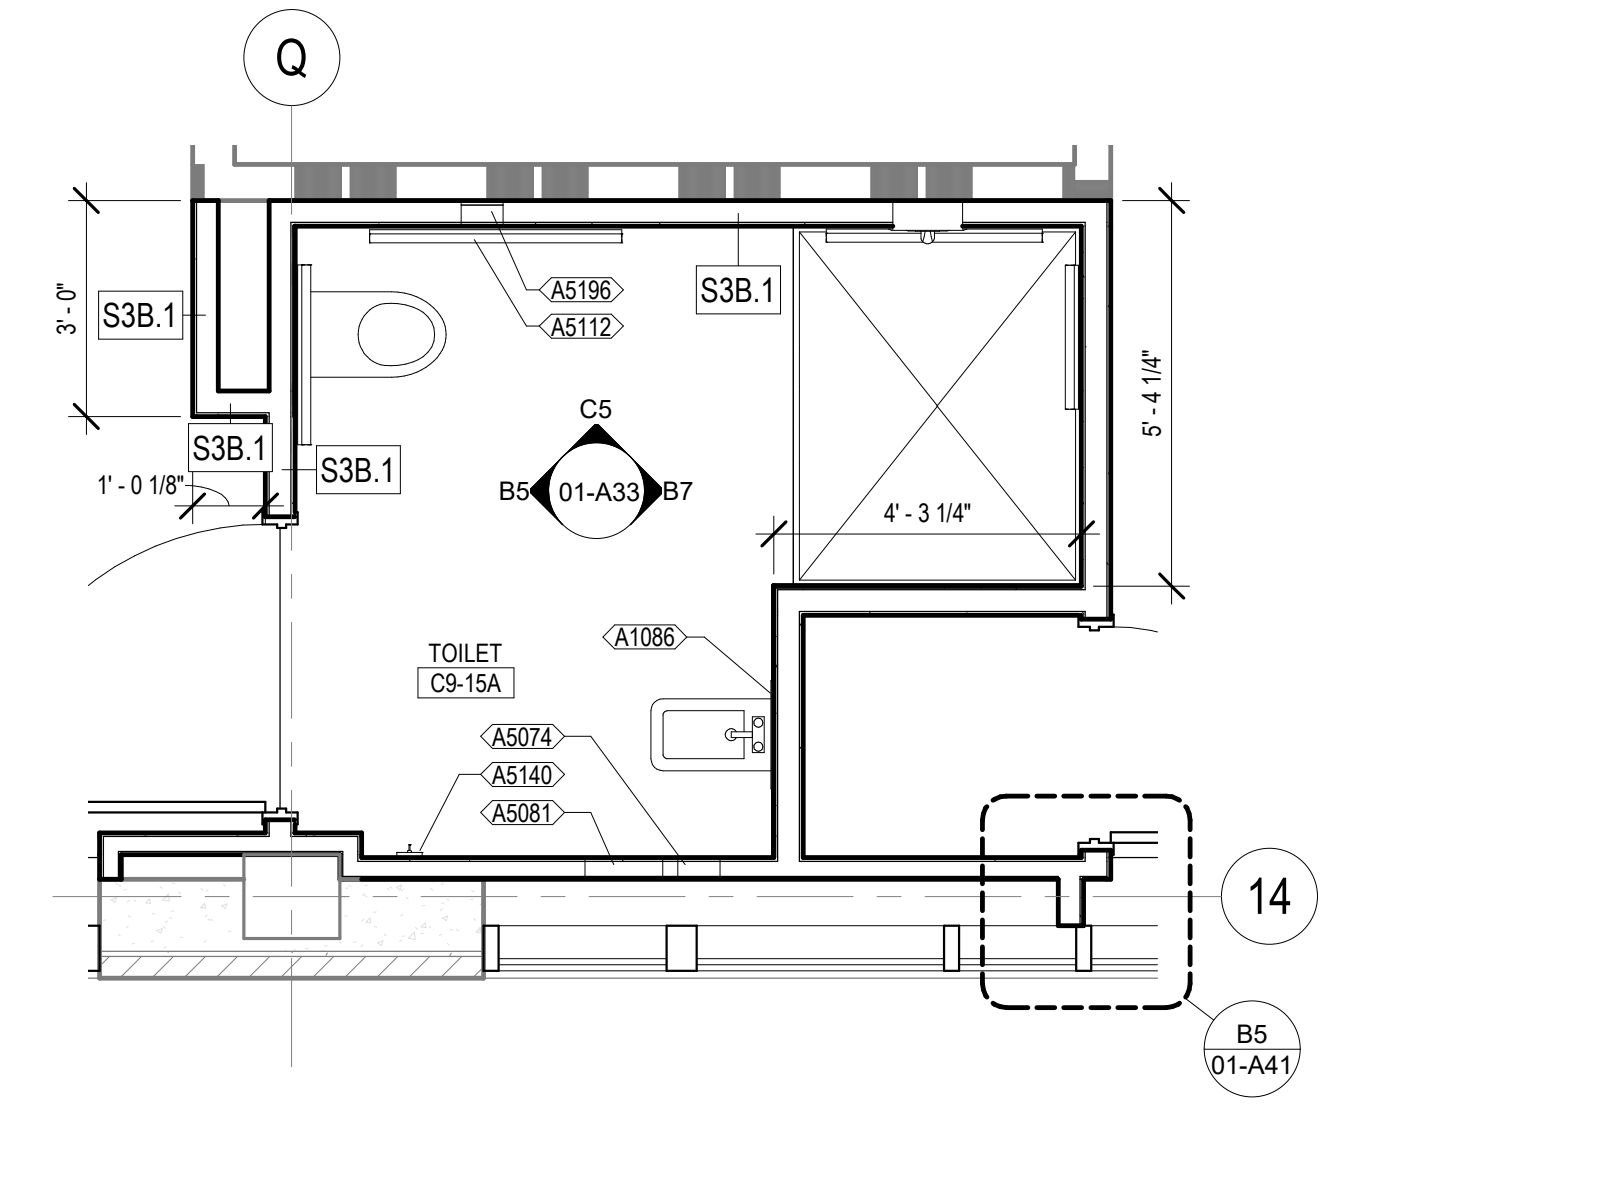 Q
3' - 0"
S3B.1
A5196
A5112
S3B.1
5' - 4 1/4"
S3B.1
S3B.1
1' - 0 1/8"
C5
B5
01-A33
B7
4' - 3 1/4"
A1086
TOILET
C9-15A
A5074
A5140
A5081
14
B5
01-A41